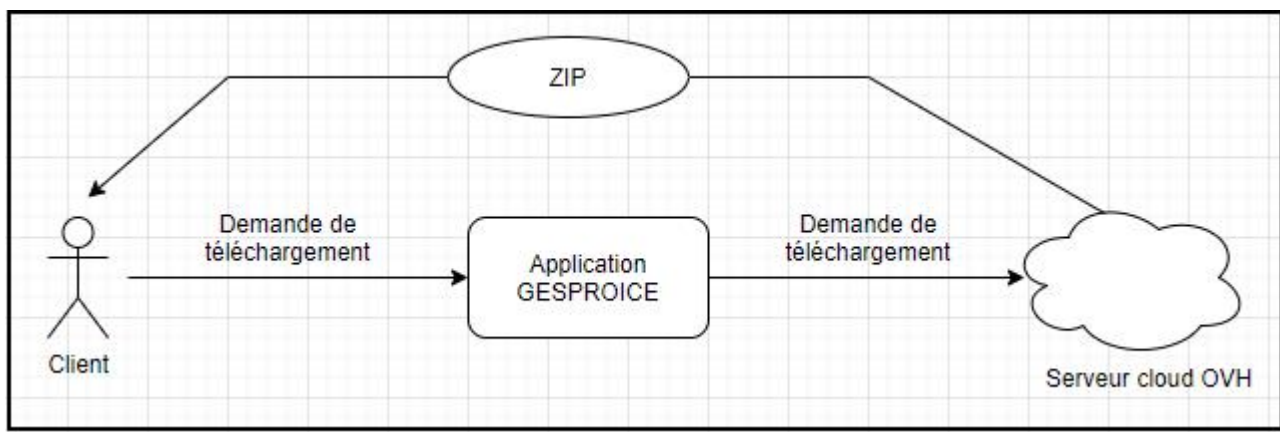 ZIP
Demande de
téléchargement
Demande de
téléchargement
Application
GESPROICE
Client
Serveur cloud OVH